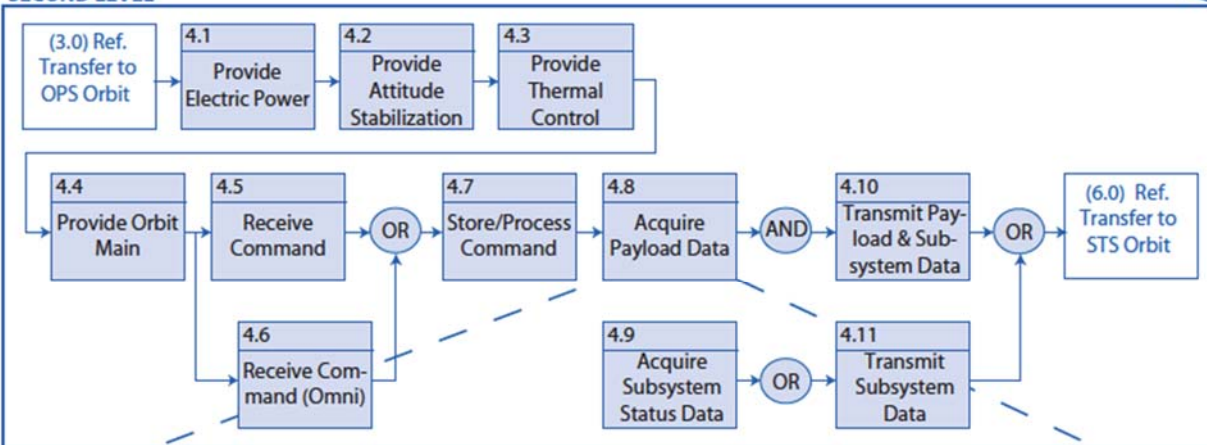 SECOND LEVEL
(3.0) Ref.
Transfer to
OPS Orbit
4.1
Provide
Electric Power
4.2
Provide
Attitude
Stabilization
4.3
Provide
Thermal
Control
4.4
Provide Orbit
Main
4.5
Receive
Command
OR
4.7
Store/Process
Command
4.8
Acquire
Payload Data
AND
4.10
Transmit Pay-
load & Sub-
system Data
OR
(6.0) Ref.
Transfer to
STS Orbit
4.6
Receive Com-
mand (Omni)
4.9
Acquire
Subsystem
Status Data
OR
4.11
Transmit
Subsystem
Data